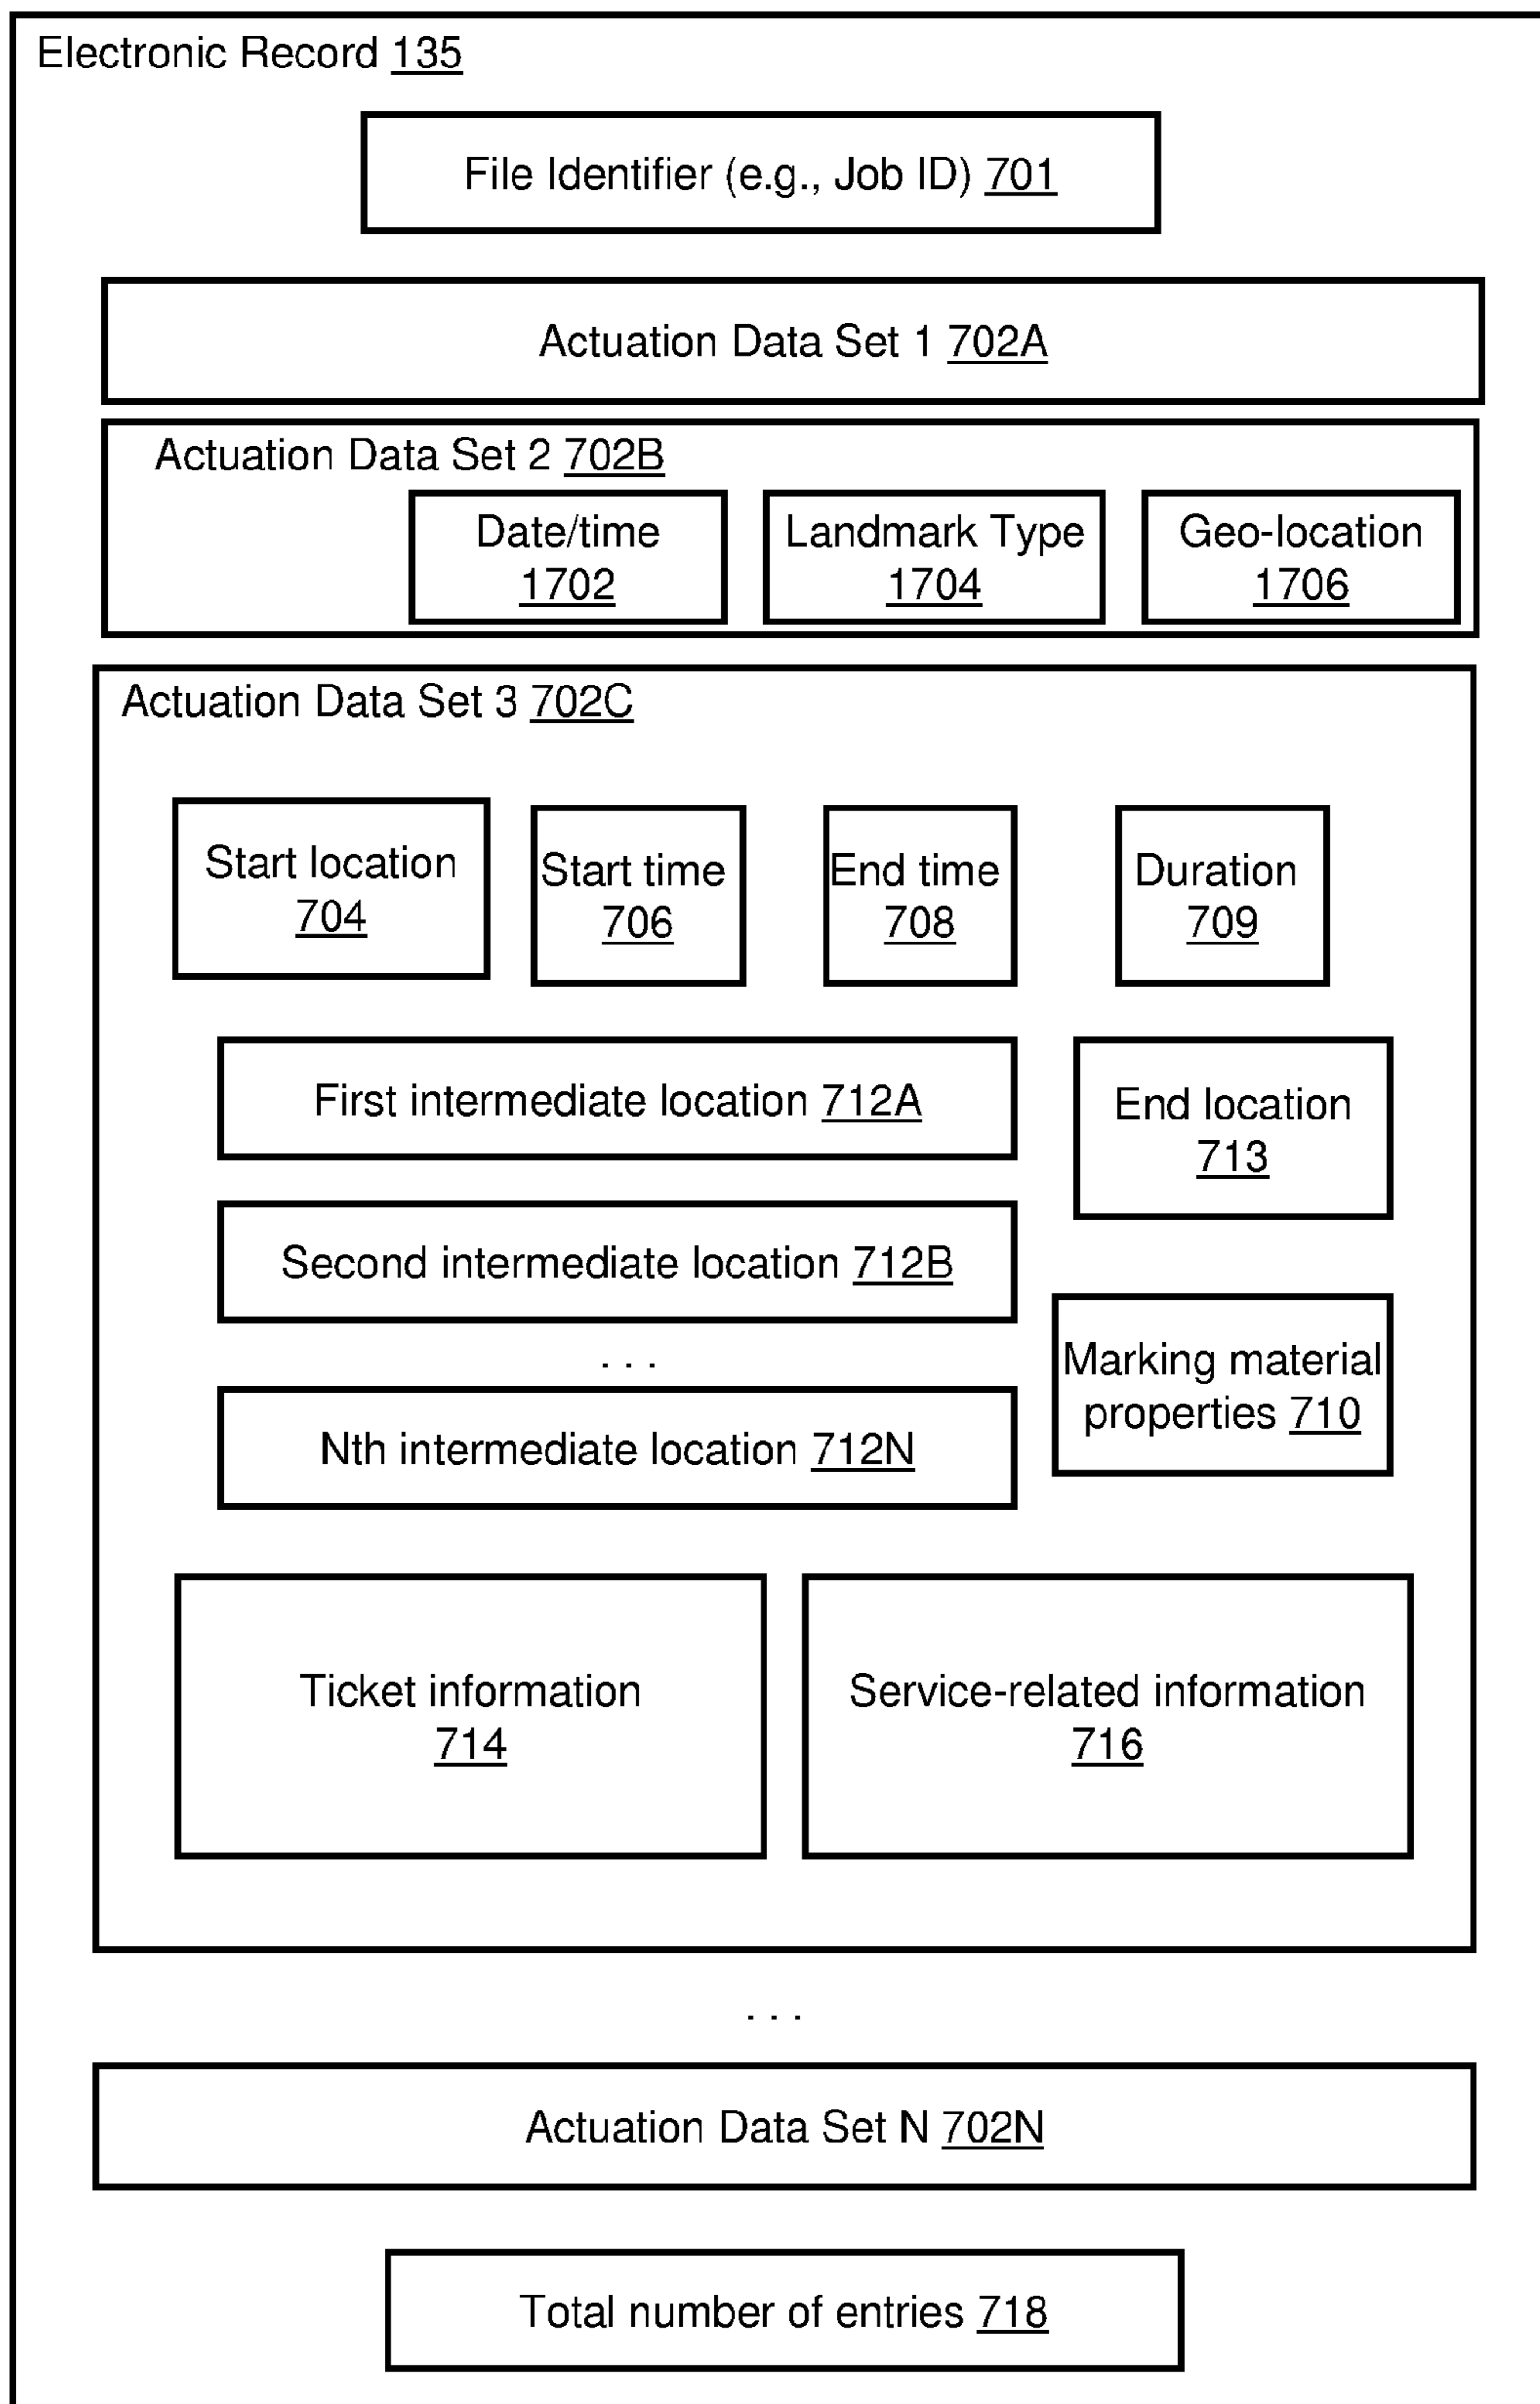 Electronic Record 135
File Identifier (e.g., Job ID) 701
Actuation Data Set 1 702A
Actuation Data Set 2 702B
Date/time
1702
Landmark Type
1704
Geo-location
1706
Actuation Data Set 3 702C
Start location
704
Start time
706
End time
708
Duration
709
First intermediate location 712A
End location
713
Second intermediate location 712B
. . .
Marking material
properties 710
Nth intermediate location 712N
Ticket information
714
Service-related information
716
. . .
Actuation Data Set N 702N
Total number of entries 718